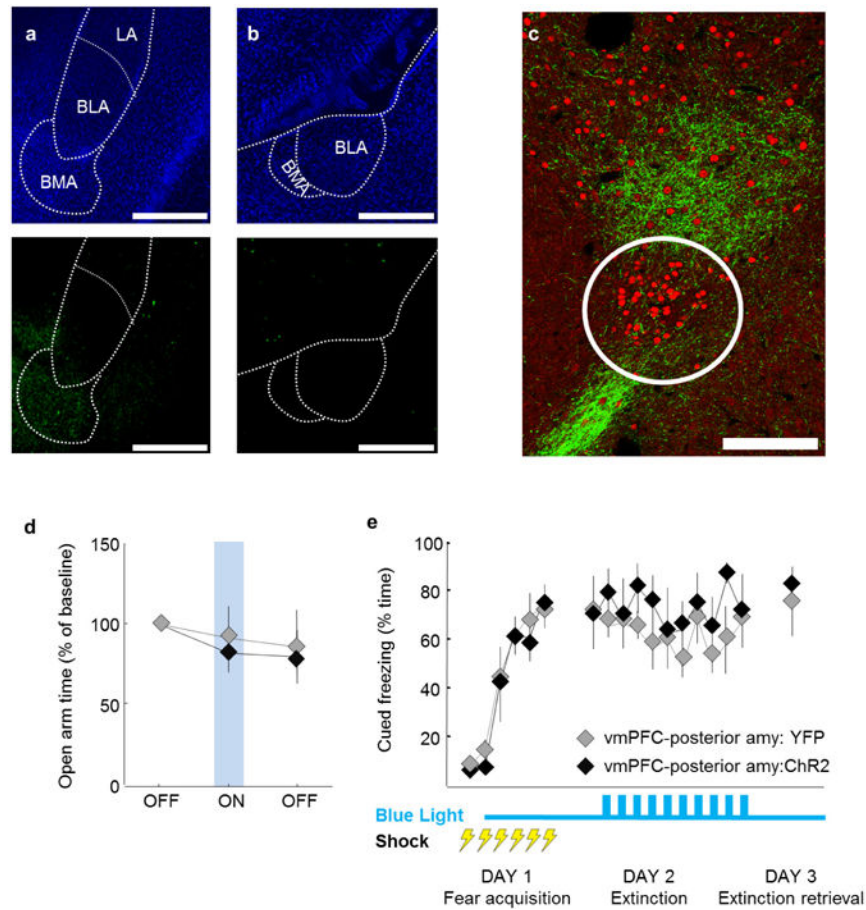 a
LA
BLA
BMA
b
BLA
BMA
c
d
Open arm time (% of baseline)
150
100
50
0
OFF
ON
OFF
e
Cued freezing (% time)
100
80
60
40
20
vmPFC-posterior amy: YFP
vmPFC-posterior amy:ChR2
Blue Light
Shock
DAY 1
Fear acquisition
DAY 2
Extinction
DAY 3
Extinction retrieval